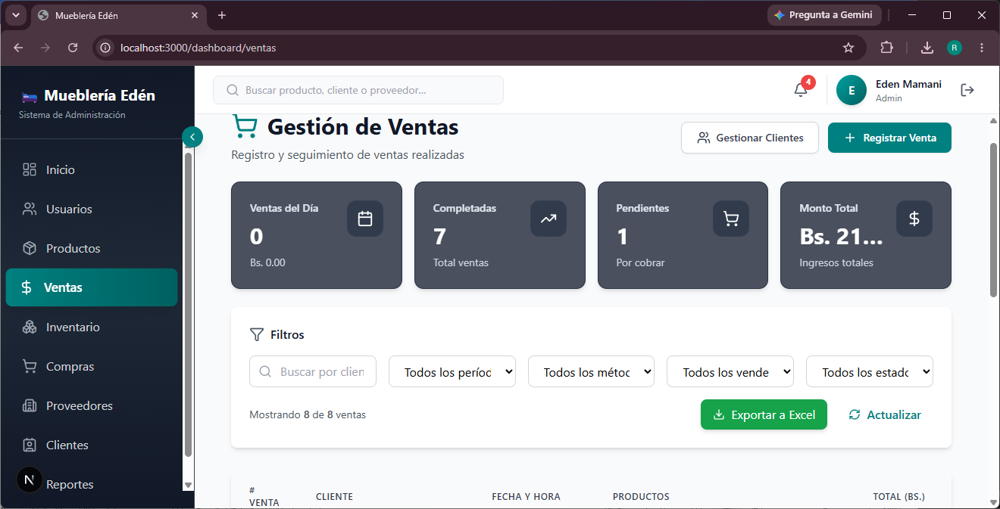 Mueblería Edén
Pregunta a Gemini
localhost:3000/dashboard/ventas
R
Mueblería Edén
Sistema de Administración
Inicio
Usuarios
Productos
Ventas
Inventario
Compras
Proveedores
Clientes
N
Reportes
Buscar producto, cliente o proveedor...
4
E
Eden Mamani
Admin
Gestión de Ventas
Registro y seguimiento de ventas realizadas
Gestionar Clientes
Registrar Venta
Ventas del Día
0
Bs. 0.00
Completadas
7
Total ventas
Pendientes
1
Por cobrar
Monto Total
Bs. 21...
Ingresos totales
Filtros
Buscar por clien
Todos los períod
Todos los métoc
Todos los vende
Todos los estadc
Mostrando 8 de 8 ventas
Exportar a Excel
Actualizar
# VENTA
CLIENTE
FECHA Y HORA
PRODUCTOS
TOTAL (BS.)